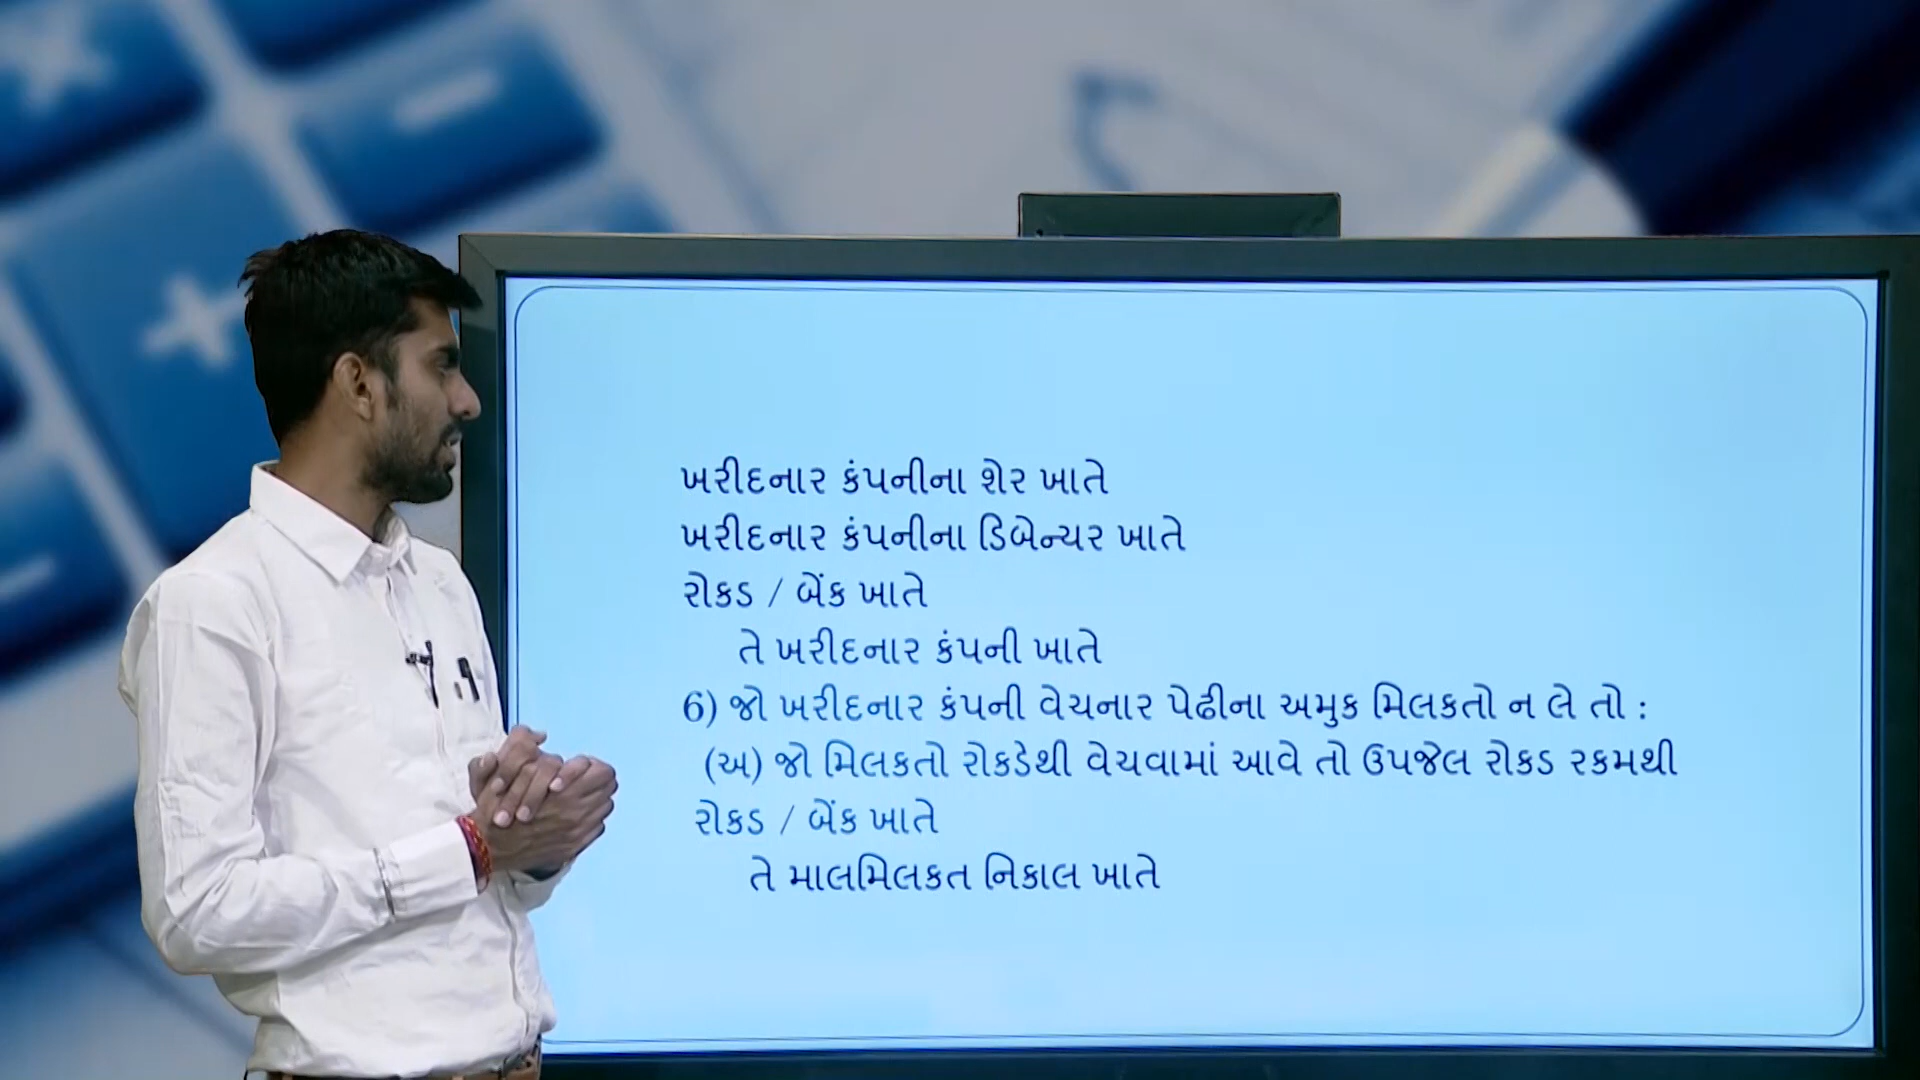 ખરીદનાર કંપનીના શેર ખાતે
ખરીદનાર કંપનીના ડિબેન્ચર ખાતે
રોકડ / બેંક ખાતે
તે ખરીદનાર કંપની ખાતે
6) જો ખરીદનાર કંપની વેચનાર પેઢીના અમુક મિલકતો ન લે તો :
(અ) જો મિલકતો રોકડેથી વેચવામાં આવે તો ઉપજેલ રોકડ રકમથી
રોકડ / બેંક ખાતે
તે માલમિલકત નિકાલ ખાતે